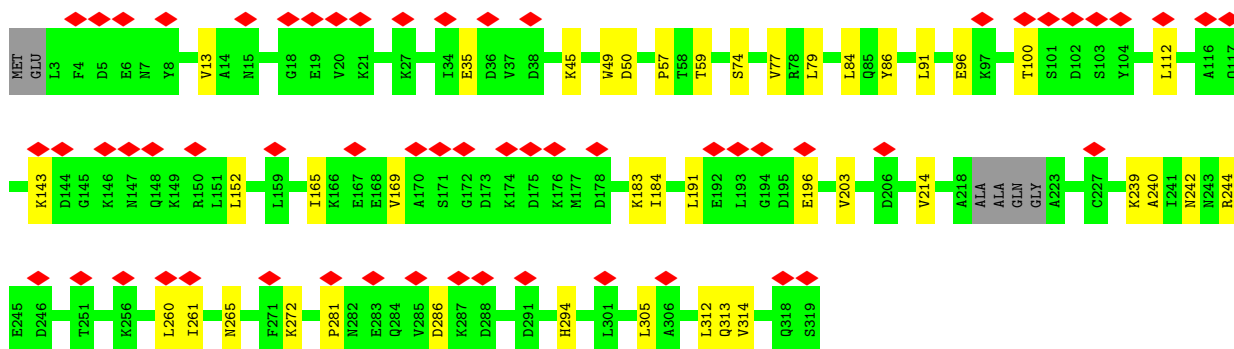 MET GLU L3 F4 D5 E6 N7 Y8 V13 A14 N15 G18 E19 V20 K21 K27 I34 E35 D36 V37 D38 K45 W49 D50 P57 T58 T59 S74 V77 R78 L79 L84 Q85 Y86 L91 E96 K97 T100 S101 D102 S103 Y104 L112 A116
K143 D144 G145 K146 N147 Q148 K149 R150 L151 L152 L159 I165 K166 E167 E168 V169 A170 S171 G172 D173 K174 D175 K176 M177 D178 K183 I184 L191 E192 L193 G194 D195 E196 V203 D206 V214 A218 ALA ALA GLN GLY A223 C227 K239 A240 I241 N242 N243 R244
E245 D246 T251 K256 L260 I261 N265 F271 K272 P281 N282 E283 Q284 V285 D286 K287 D288 D291 H294 L301 L305 A306 L312 Q313 V314 Q318 S319